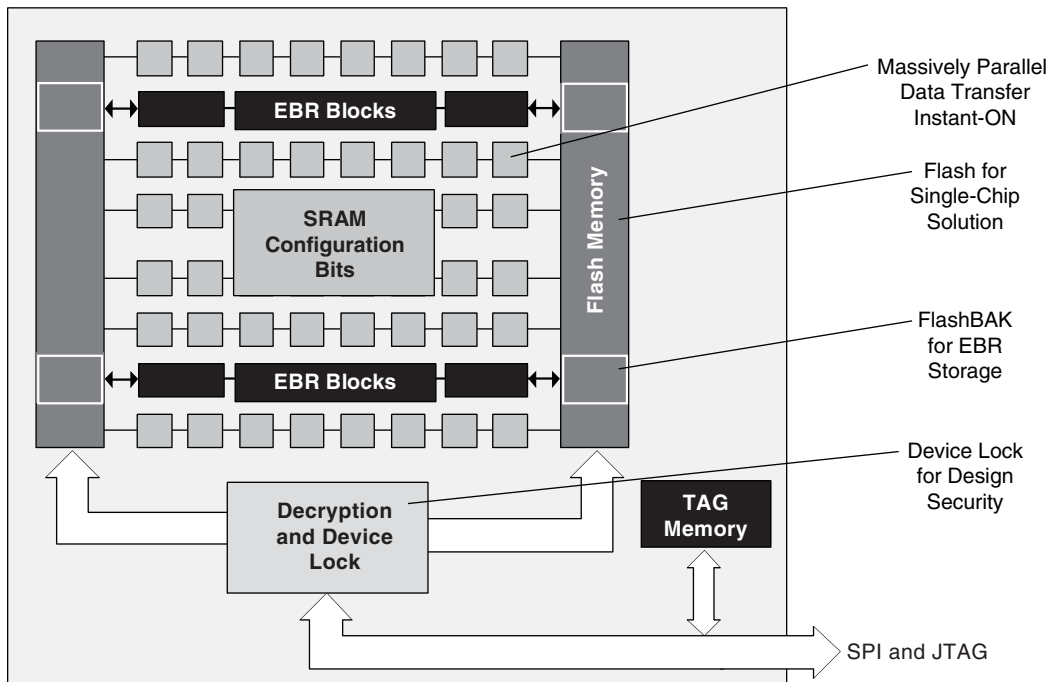 EBR Blocks
SRAM
Configuration
Bits
EBR Blocks
Flash Memory
Massively Parallel
Data Transfer
Instant-ON
Flash for
Single-Chip
Solution
FlashBAK
for EBR
Storage
Device Lock
for Design
Security
Decryption
and Device
Lock
TAG
Memory
SPI and JTAG